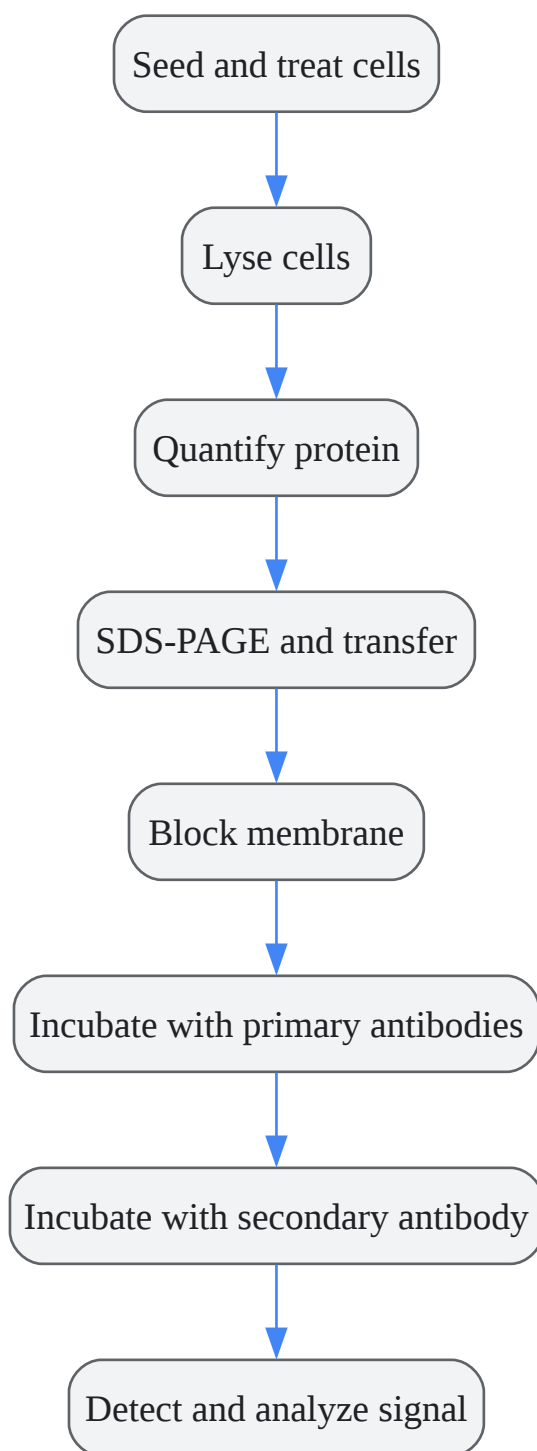 Seed and treat cells
Lyse cells
Quantify protein
SDS-PAGE and transfer
Block membrane
Incubate with primary antibodies
Incubate with secondary antibody
Detect and analyze signal